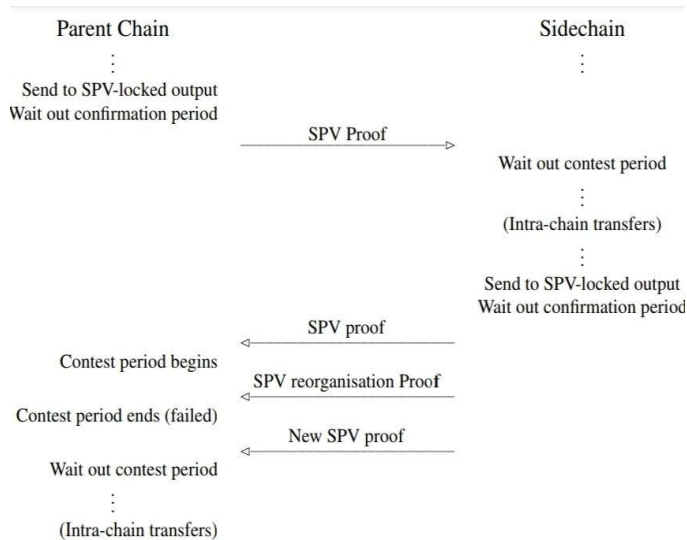 Parent Chain
Sidechain
Send to SPV-locked output
Wait out confirmation period
SPV Proof
Wait out contest period
(Intra-chain transfers)
Send to SPV-locked output
Wait out confirmation period
SPV proof
Contest period begins
SPV reorganisation Proof
Contest period ends (failed)
New SPV proof
Wait out contest period
(Intra-chain transfers)